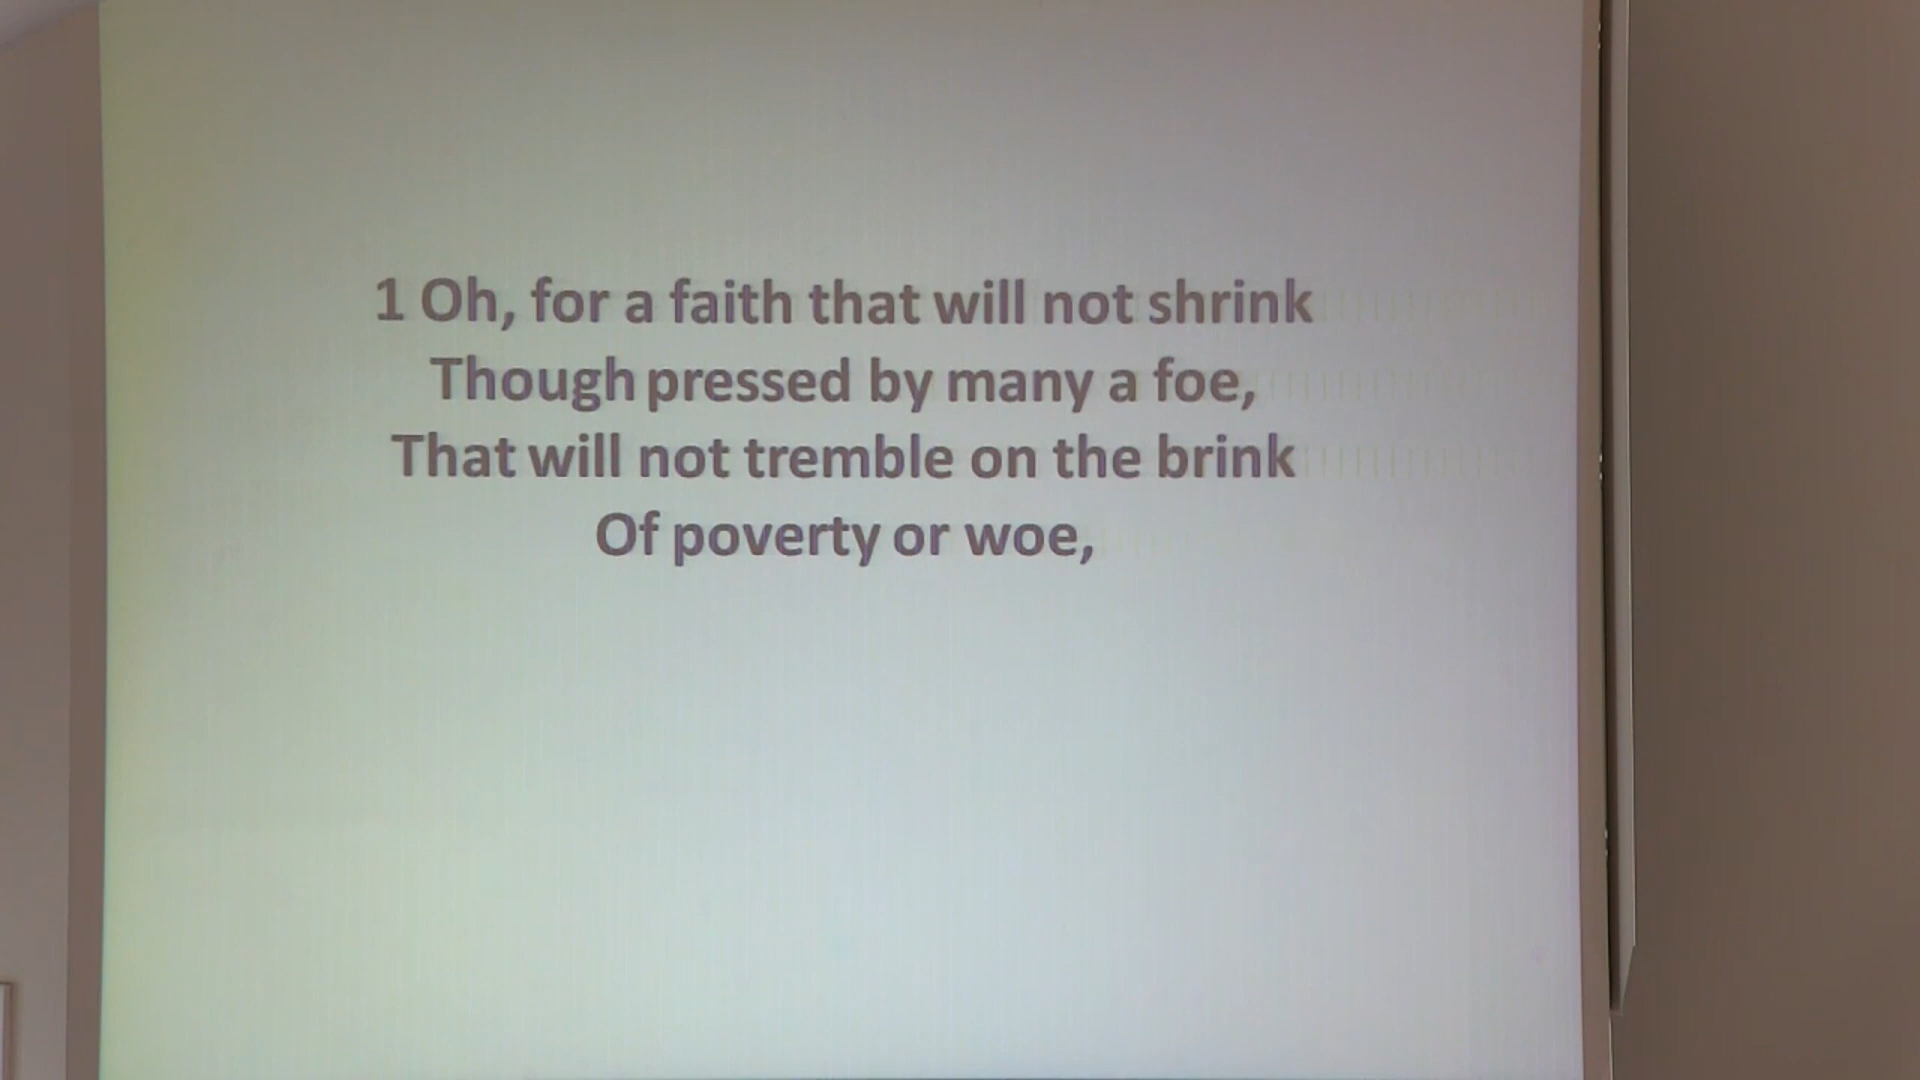 1 Oh, for a faith that will not shrink
Though pressed by many a foe,
That will not tremble on the brink
Of poverty or woe,